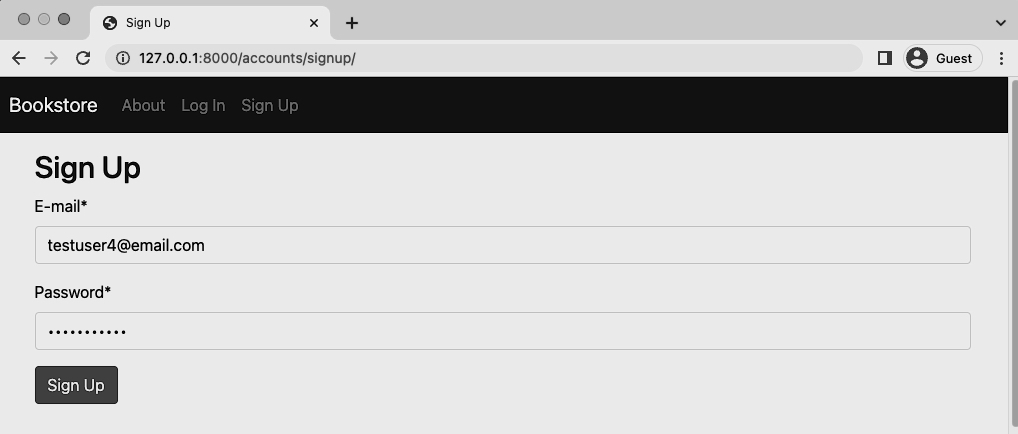 Sign Up
127.0.0.1:8000/accounts/signup/
Guest
Bookstore About Log In Sign Up
Sign Up
E-mail*
testuser4@email.com
Password*
•••••••••••
Sign Up